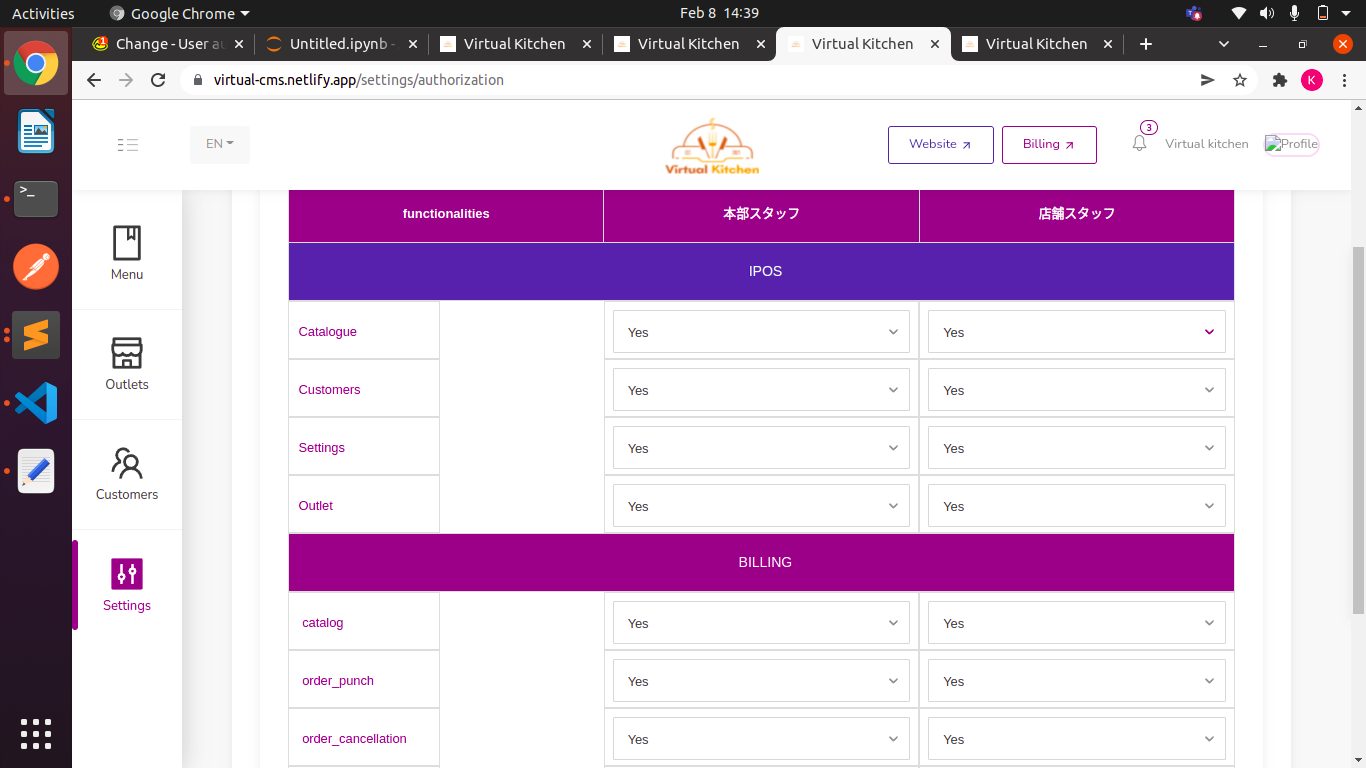 Activities
Google Chrome
Feb 8 14:39
Change - User au
Untitled.ipynb -
Virtual Kitchen
Virtual Kitchen
Virtual Kitchen
Virtual Kitchen
virtual-cms.netlify.app/settings/authorization
K
EN
Virtual Kitchen
Website
Billing
3
Virtual kitchen
Profile
Menu
Outlets
Customers
Settings
functionalities 本部スタッフ 店舗スタッフ
IPOS
Catalogue Yes Yes
Customers Yes Yes
Settings Yes Yes
Outlet Yes Yes
BILLING
catalog Yes Yes
order_punch Yes Yes
order_cancellation Yes Yes